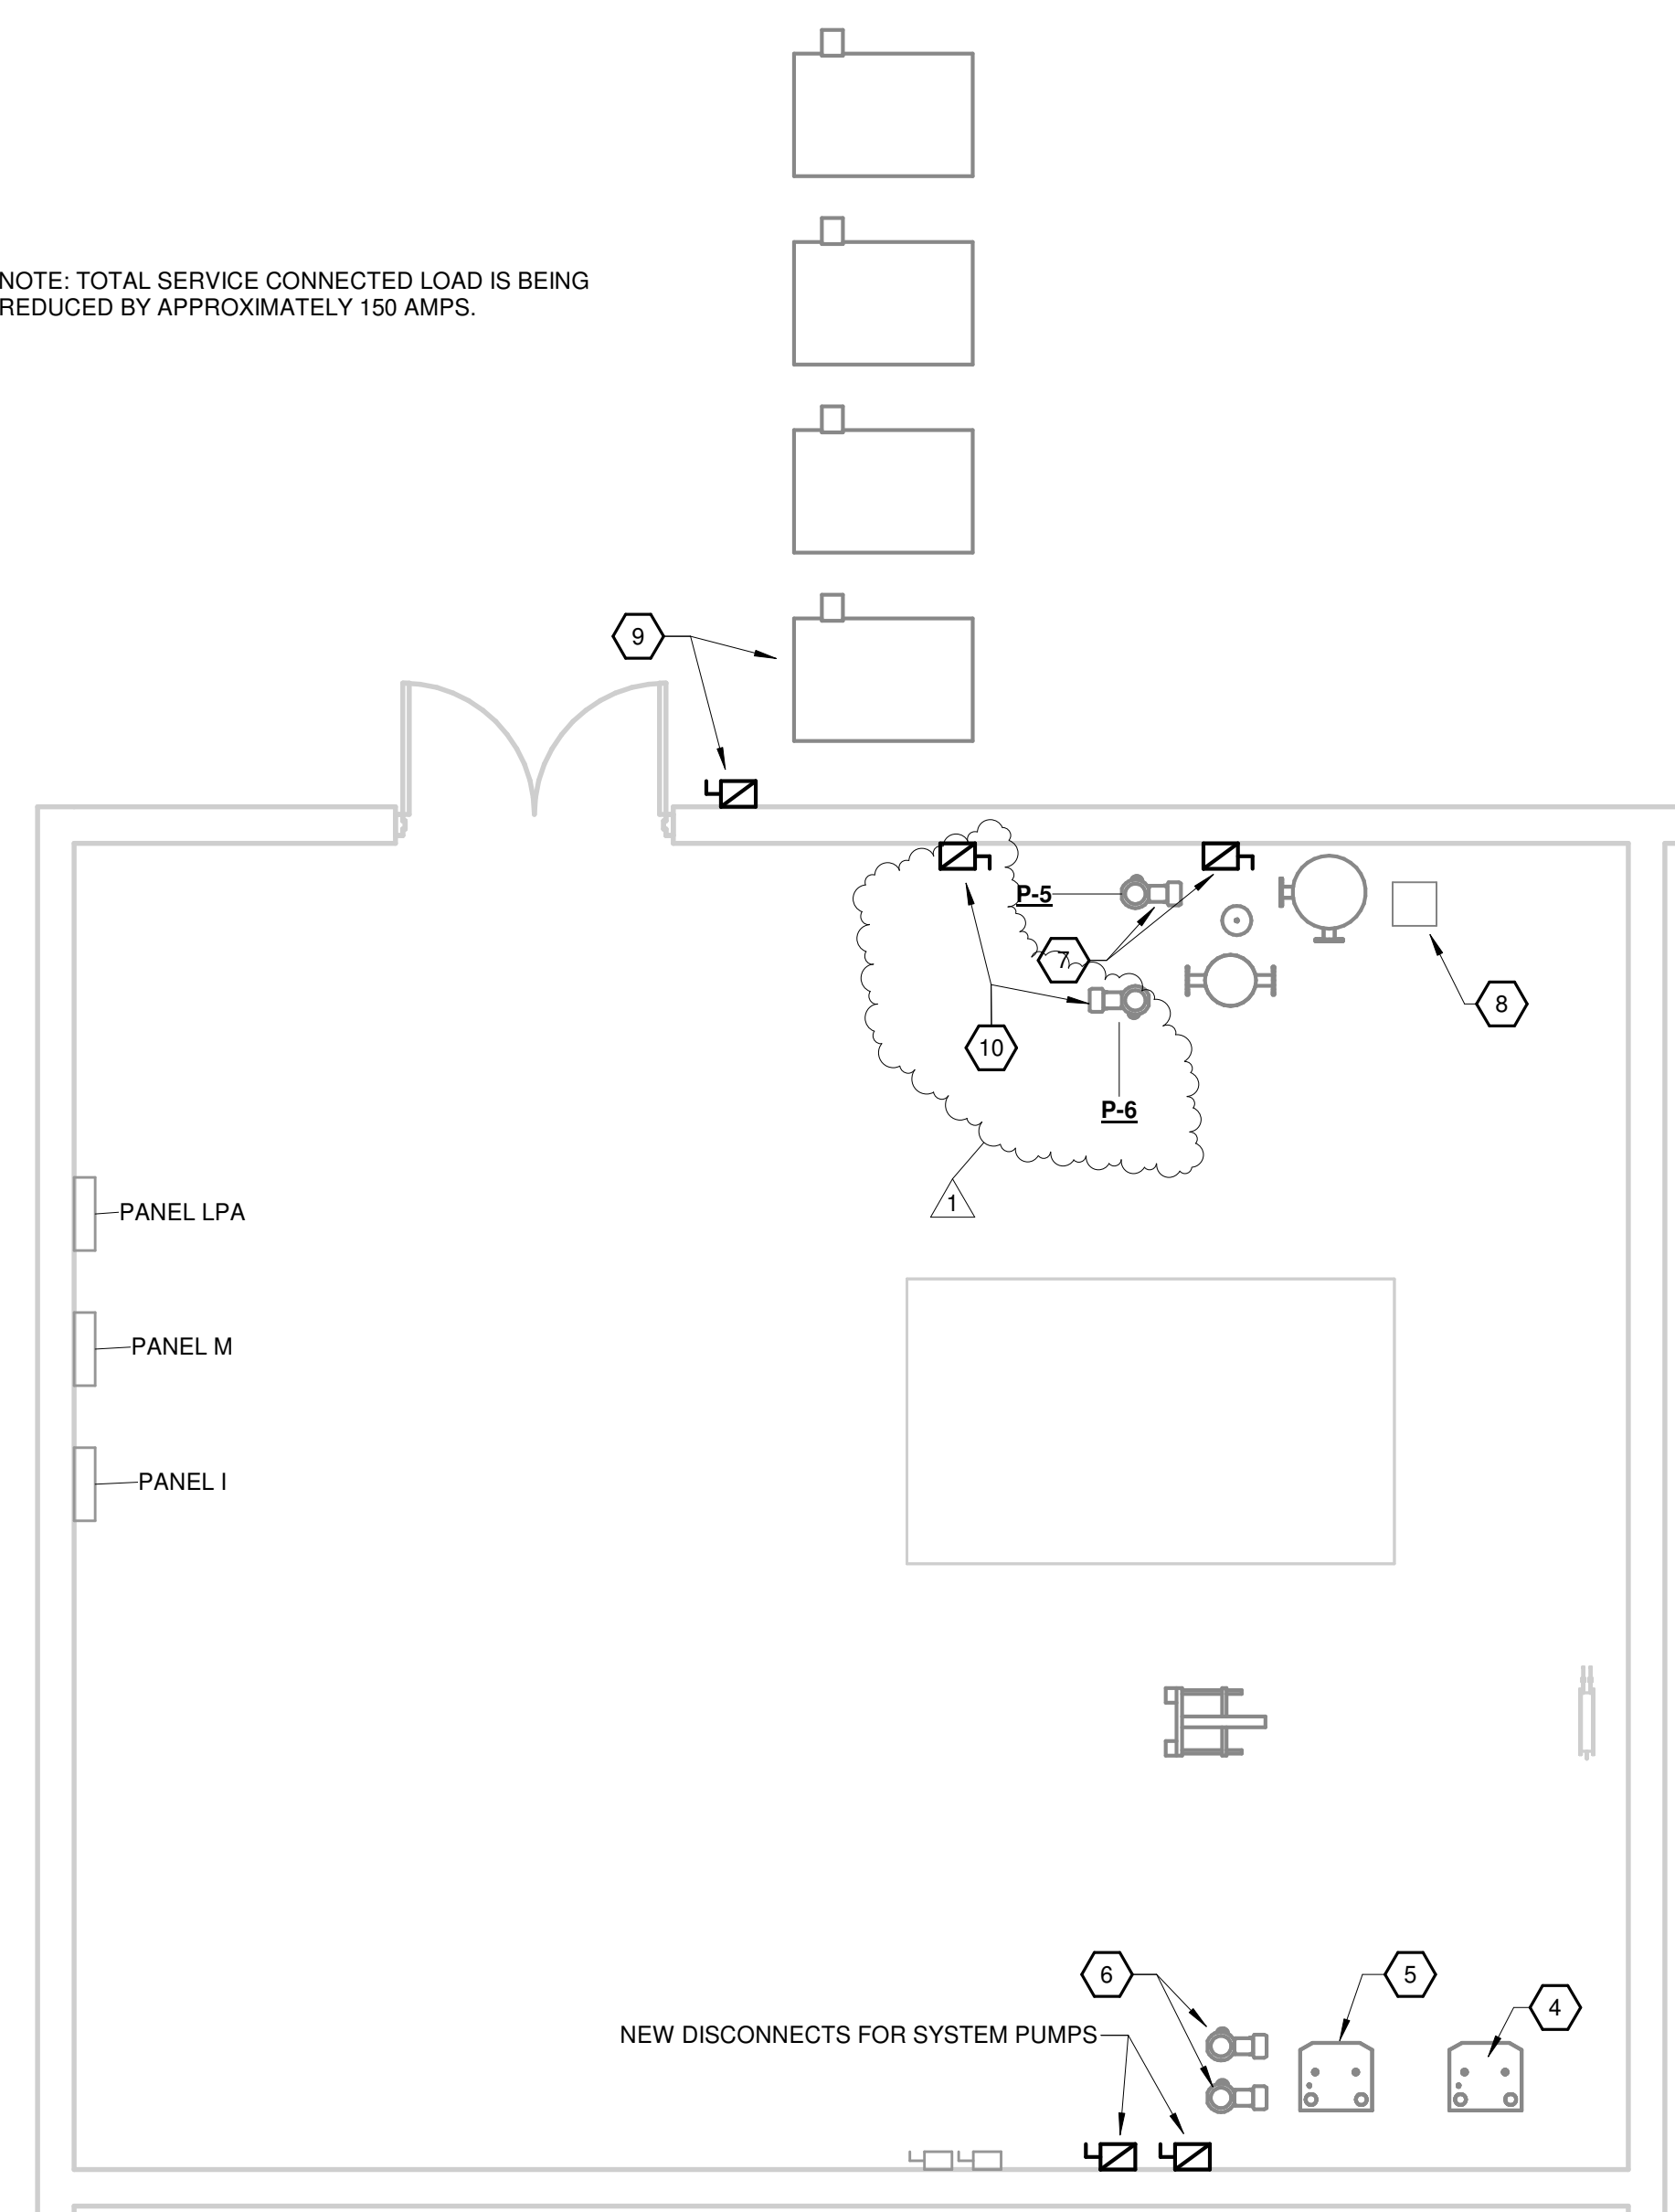 NOTE: TOTAL SERVICE CONNECTED LOAD IS BEING
REDUCED BY APPROXIMATELY 150 AMPS.
9
P-5
7
8
10
P-6
1
PANEL LPA
PANEL M
PANEL I
6
5
4
NEW DISCONNECTS FOR SYSTEM PUMPS